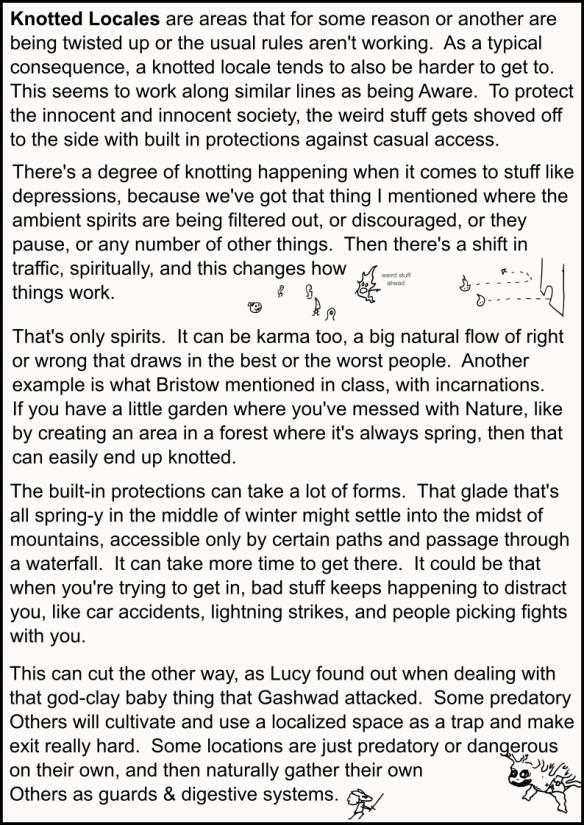 Knotted Locales are areas that for some reason or another are
being twisted up or the usual rules aren't working.  As a typical
consequence, a knotted locale tends to also be harder to get to.
This seems to work along similar lines as being Aware.  To protect
the innocent and innocent society, the weird stuff gets shoved off
to the side with built in protections against casual access.
There's a degree of knotting happening when it comes to stuff like
depressions, because we've got that thing I mentioned where the
ambient spirits are being filtered out, or discouraged, or they
pause, or any number of other things.  Then there's a shift in
traffic, spiritually, and this changes how
things work.
weird stuff
ahead
That's only spirits.  It can be karma too, a big natural flow of right
or wrong that draws in the best or the worst people.  Another
example is what Bristow mentioned in class, with incarnations.
If you have a little garden where you've messed with Nature, like
by creating an area in a forest where it's always spring, then that
can easily end up knotted.
The built-in protections can take a lot of forms.  That glade that's
all spring-y in the middle of winter might settle into the midst of
mountains, accessible only by certain paths and passage through
a waterfall.  It can take more time to get there.  It could be that
when you're trying to get in, bad stuff keeps happening to distract
you, like car accidents, lightning strikes, and people picking fights
with you.
This can cut the other way, as Lucy found out when dealing with
that god-clay baby thing that Gashwad attacked.  Some predatory
Others will cultivate and use a localized space as a trap and make
exit really hard.  Some locations are just predatory or dangerous
on their own, and then naturally gather their own
Others as guards & digestive systems.